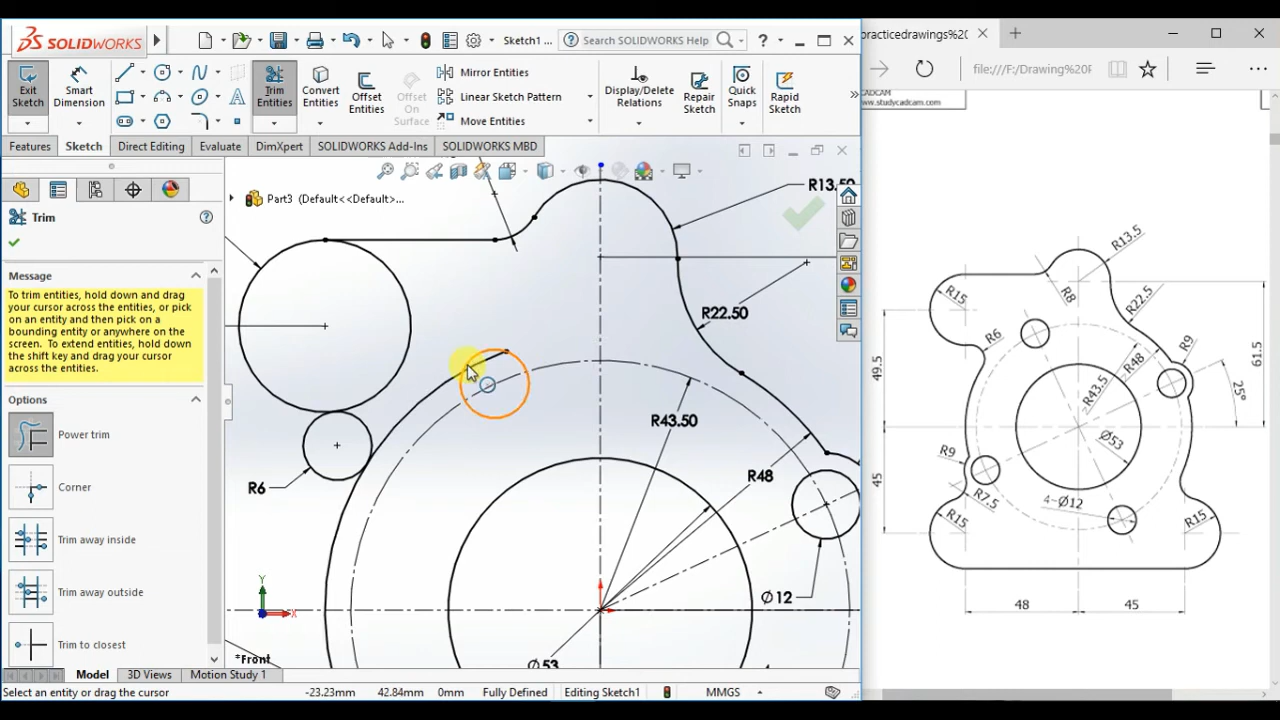 SOLIDWORKS
Sketch1 ...
Search SOLIDWORKS Help
?
Exit Sketch
Smart Dimension
Trim Entities
Convert Entities
Offset Entities
Offset On Surface
Mirror Entities
Linear Sketch Pattern
Move Entities
Display/Delete Relations
Repair Sketch
Quick Snaps
Rapid Sketch
Features
Sketch
Direct Editing
Evaluate
DimXpert
SOLIDWORKS Add-Ins
SOLIDWORKS MBD
Part3 (Default<<Default>...
Trim
Message
To trim entities, hold down and drag
your cursor across the entities, or pick
on an entity and then pick on a
bounding entity or anywhere on the
screen. To extend entities, hold down
the shift key and drag your cursor
across the entities.
Options
Power trim
Corner
Trim away inside
Trim away outside
Trim to closest
R13.50
R22.50
R43.50
R48
R6
Ø12
Ø53
Y
X
*Front
Model
3D Views
Motion Study 1
Select an entity or drag the cursor
-23.23mm
42.84mm
0mm
Fully Defined
Editing Sketch1
MMGS
practicedrawings%20
file:///F:/Drawing%20F
CADCAM
www.studycadcam.com
R13.5
R15
R8
R22.5
R6
R9
R48
49.5
R43.5
61.5
25°
Ø53
R9
45
R7.5
4-Ø12
R15
R15
48
45